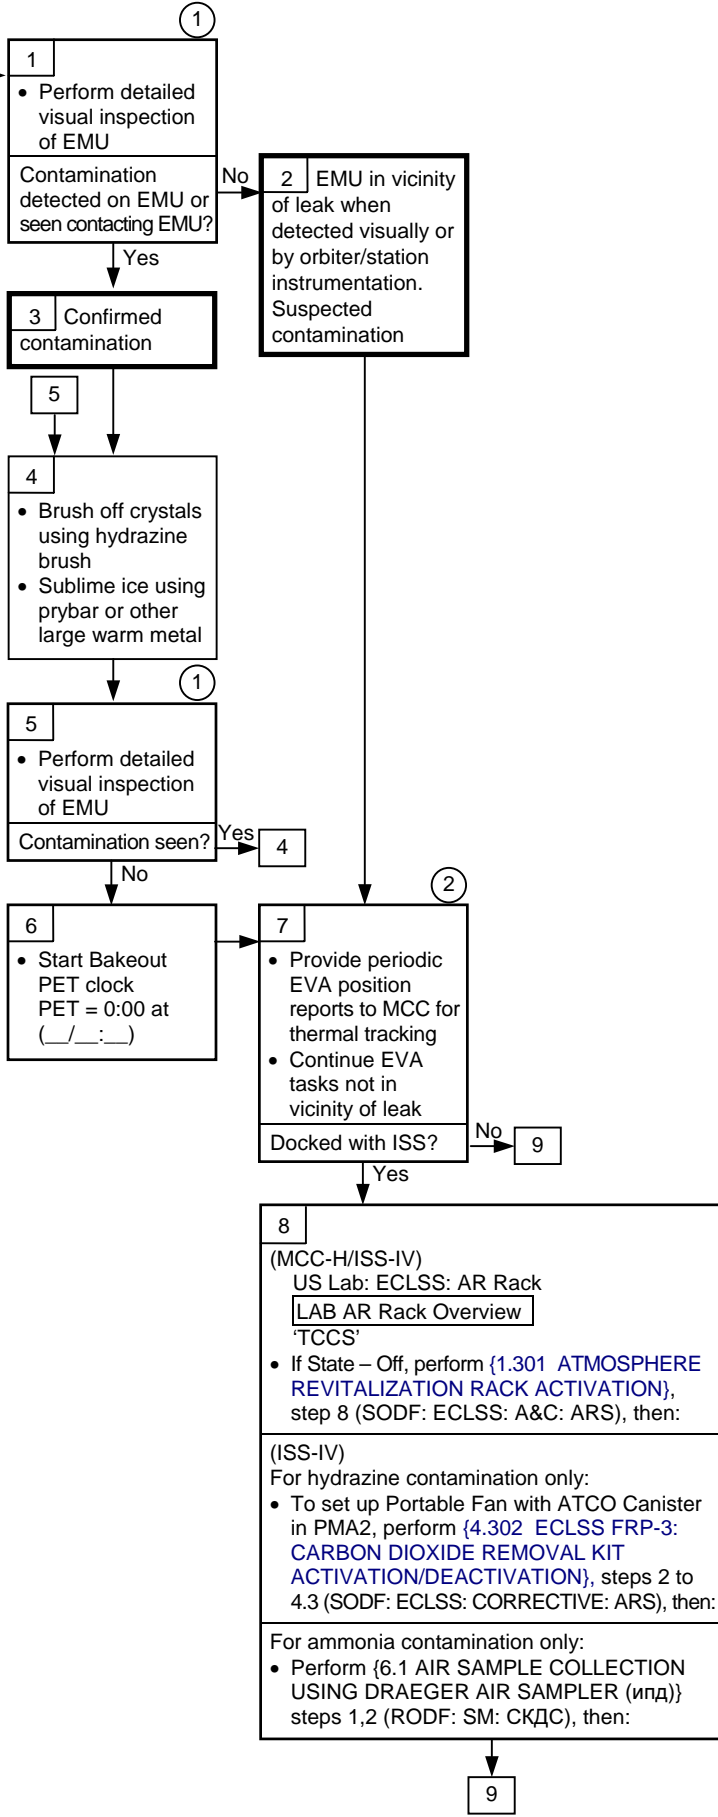 1
1
• Perform detailed
visual inspection
of EMU
Contamination
detected on EMU or
seen contacting EMU?
No
Yes
2 EMU in vicinity
of leak when
detected visually or
by orbiter/station
instrumentation.
Suspected
contamination
3 Confirmed
contamination
5
4
• Brush off crystals
using hydrazine
brush
• Sublime ice using
prybar or other
large warm metal
1
5
• Perform detailed
visual inspection
of EMU
Contamination seen?
Yes
4
No
6
• Start Bakeout
PET clock
PET = 0:00 at
(__/__:__)
2
7
• Provide periodic
EVA position
reports to MCC for
thermal tracking
• Continue EVA
tasks not in
vicinity of leak
Docked with ISS?
No
9
Yes
8
(MCC-H/ISS-IV)
US Lab: ECLSS: AR Rack
LAB AR Rack Overview
‘TCCS’
• If State – Off, perform {1.301 ATMOSPHERE
REVITALIZATION RACK ACTIVATION},
step 8 (SODF: ECLSS: A&C: ARS), then:
(ISS-IV)
For hydrazine contamination only:
• To set up Portable Fan with ATCO Canister
in PMA2, perform {4.302 ECLSS FRP-3:
CARBON DIOXIDE REMOVAL KIT
ACTIVATION/DEACTIVATION}, steps 2 to
4.3 (SODF: ECLSS: CORRECTIVE: ARS), then:
For ammonia contamination only:
• Perform {6.1 AIR SAMPLE COLLECTION
USING DRAEGER AIR SAMPLER (ипд)}
steps 1,2 (RODF: SM: СКДС), then:
9